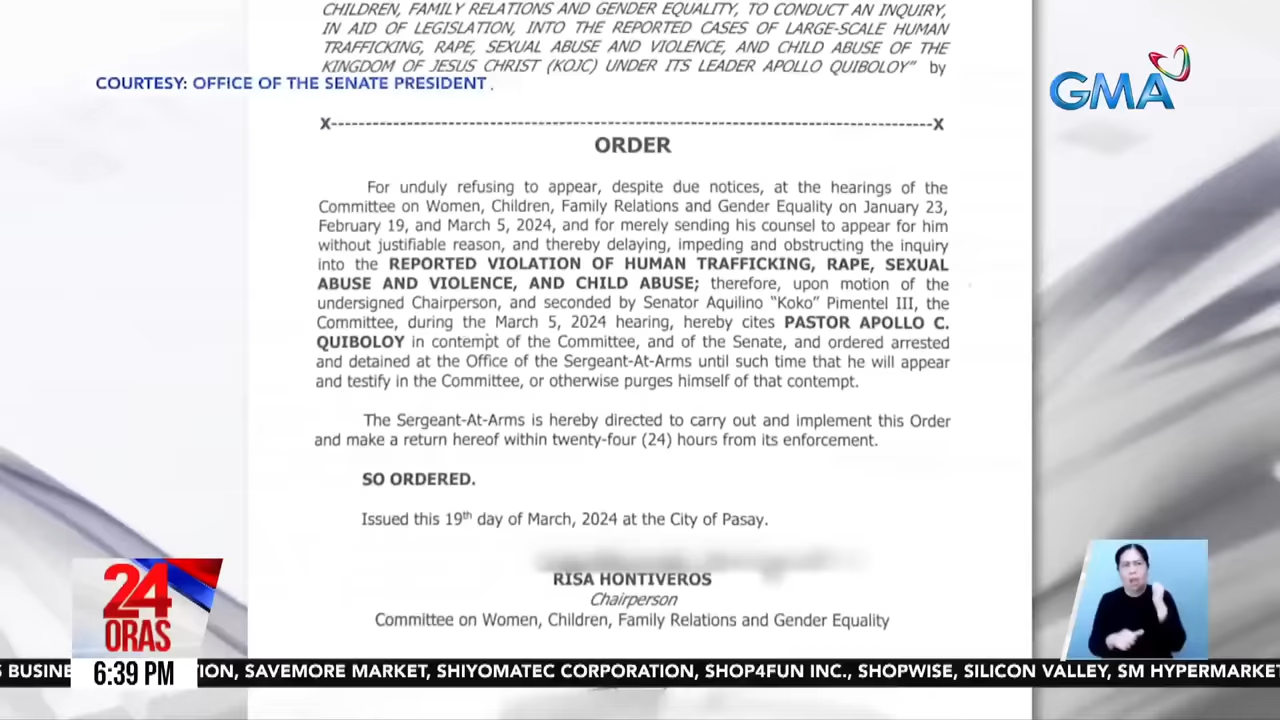 CHILDREN, FAMILY RELATIONS AND GENDER EQUALITY, TO CONDUCT AN INQUIRY,
IN AID OF LEGISLATION, INTO THE REPORTED CASES OF LARGE-SCALE HUMAN
TRAFFICKING, RAPE, SEXUAL ABUSE AND VIOLENCE, AND CHILD ABUSE OF THE
KINGDOM OF JESUS CHRIST (KOJC) UNDER ITS LEADER APOLLO QUIBOLOY” by
COURTESY: OFFICE OF THE SENATE PRESIDENT .
GMA
X--------------------------------------------------------------------------------------X
ORDER
For unduly refusing to appear, despite due notices, at the hearings of the
Committee on Women, Children, Family Relations and Gender Equality on January 23,
February 19, and March 5, 2024, and for merely sending his counsel to appear for him
without justifiable reason, and thereby delaying, impeding and obstructing the inquiry
into the REPORTED VIOLATION OF HUMAN TRAFFICKING, RAPE, SEXUAL
ABUSE AND VIOLENCE, AND CHILD ABUSE; therefore, upon motion of the
undersigned Chairperson, and seconded by Senator Aquilino “Koko” Pimentel III, the
Committee, during the March 5, 2024 hearing, hereby cites PASTOR APOLLO C.
QUIBOLOY in contempt of the Committee, and of the Senate, and ordered arrested
and detained at the Office of the Sergeant-At-Arms until such time that he will appear
and testify in the Committee, or otherwise purges himself of that contempt.
The Sergeant-At-Arms is hereby directed to carry out and implement this Order
and make a return hereof within twenty-four (24) hours from its enforcement.
SO ORDERED.
Issued this 19th day of March, 2024 at the City of Pasay.
RISA HONTIVEROS
Chairperson
Committee on Women, Children, Family Relations and Gender Equality
24
ORAS
6:39 PM
S BUSINE TION, SAVEMORE MARKET, SHIYOMATEC CORPORATION, SHOP4FUN INC., SHOPWISE, SILICON VALLEY, SM HYPERMARKET